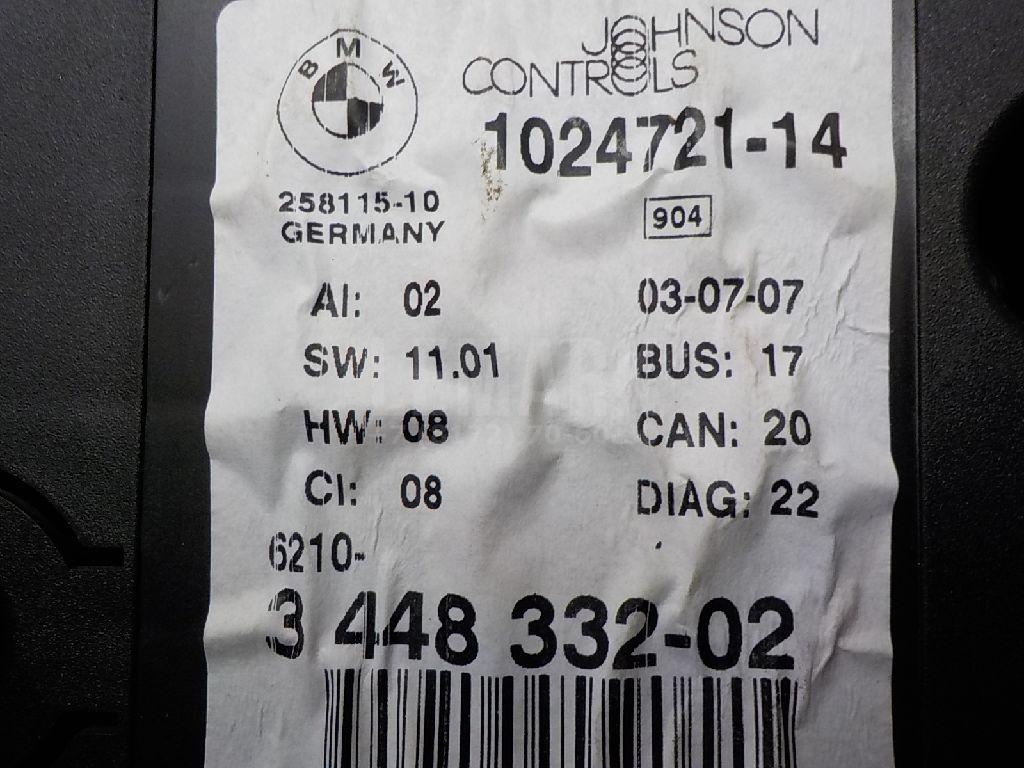 BMW
JOHNSON
CONTROLS
1024721-14
258115-10
GERMANY
904
AI: 02
03-07-07
SW: 11.01
BUS: 17
HW: 08
CAN: 20
CI: 08
DIAG: 22
6210-
3 448 332-02